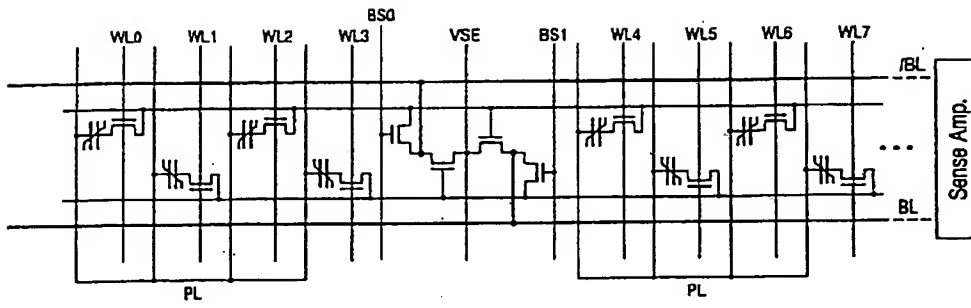 BS0
WL0 WL1 WL2 WL3 VSE BS1 WL4 WL5 WL6 WL7
/BL
Sense Amp.
BL
PL PL